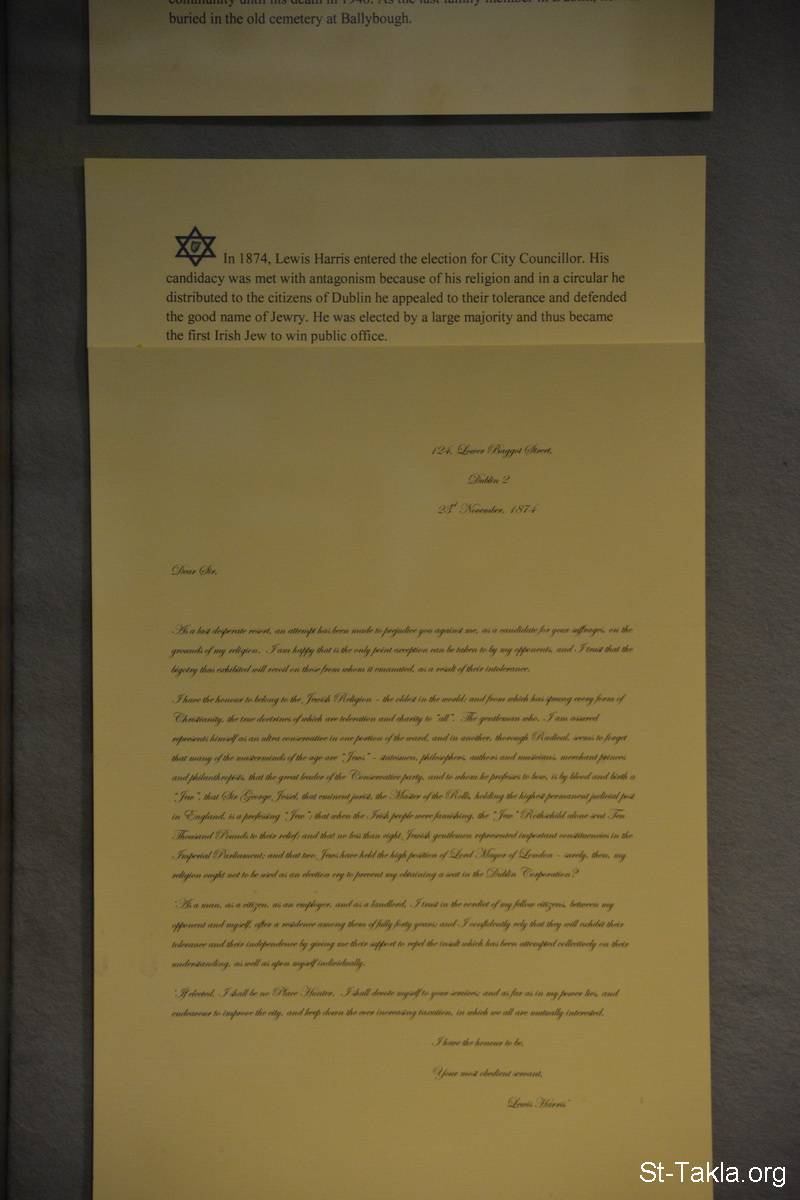 buried in the old cemetery at Ballybough.
In 1874, Lewis Harris entered the election for City Councillor. His
candidacy was met with antagonism because of his religion and in a circular he
distributed to the citizens of Dublin he appealed to their tolerance and defended
the good name of Jewry. He was elected by a large majority and thus became
the first Irish Jew to win public office.
124, Lower Baggot Street,
Dublin 2
23rd November, 1874
Dear Sir,
As a last desperate resort, an attempt has been made to prejudice you against me, as a candidate for your suffrages, on the
grounds of my religion. I am happy that is the only point exception can be taken to by my opponents, and I trust that the
bigotry thus exhibited will recoil on those from whom it emanated, as a result of their intolerance.
I have the honour to belong to the Jewish Religion – the oldest in the world; and from which has sprung every form of
Christianity, the true doctrines of which are toleration and charity to "all". The gentleman who, I am assured
represents himself as an ultra conservative in one portion of the ward, and in another, thorough Radical, seems to forget
that many of the masterminds of the age are "Jews" – statesmen, philosophers, authors and musicians, merchant princes
and philanthropists, that the great leader of the Conservative party, and to whom he professes to bow, is by blood and birth a
"Jew", that Sir George Jessel, that eminent jurist, the Master of the Rolls, holding the highest permanent judicial post
in England, is a professing "Jew"; that when the Irish people were famishing, the "Jew" Rothschild alone sent Ten
Thousand Pounds to their relief; and that no less than eight Jewish gentlemen represented important constituencies in the
Imperial Parliament; and that two Jews have held the high position of Lord Mayor of London – surely, then, my
religion ought not to be used as an election cry to prevent my obtaining a seat in the Dublin Corporation?
'As a man, as a citizen, as an employer, and as a landlord, I trust in the verdict of my fellow citizens, between my
opponent and myself, after a residence among them of fully forty years; and I confidently rely that they will exhibit their
tolerance and their independence by giving me their support to repel the insult which has been attempted collectively on their
understanding, as well as upon myself individually.
'If elected, I shall be no Place Hunter. I shall devote myself to your services; and as far as in my power lies, and
endeavour to improve the city, and keep down the ever increasing taxation, in which we all are mutually interested.
I have the honour to be,
Your most obedient servant,
Lewis Harris'
St-Takla.org